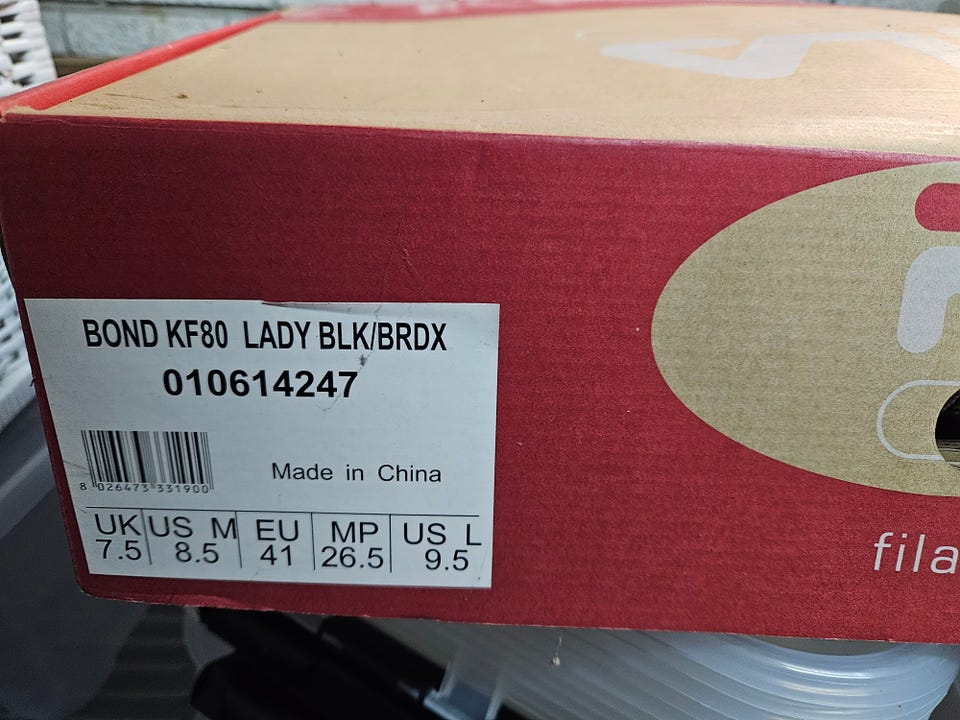 BOND KF80 LADY BLK/BRDX
010614247
Made in China
8 026473 331900
UK US M EU MP US L
7.5 8.5 41 26.5 9.5
fila